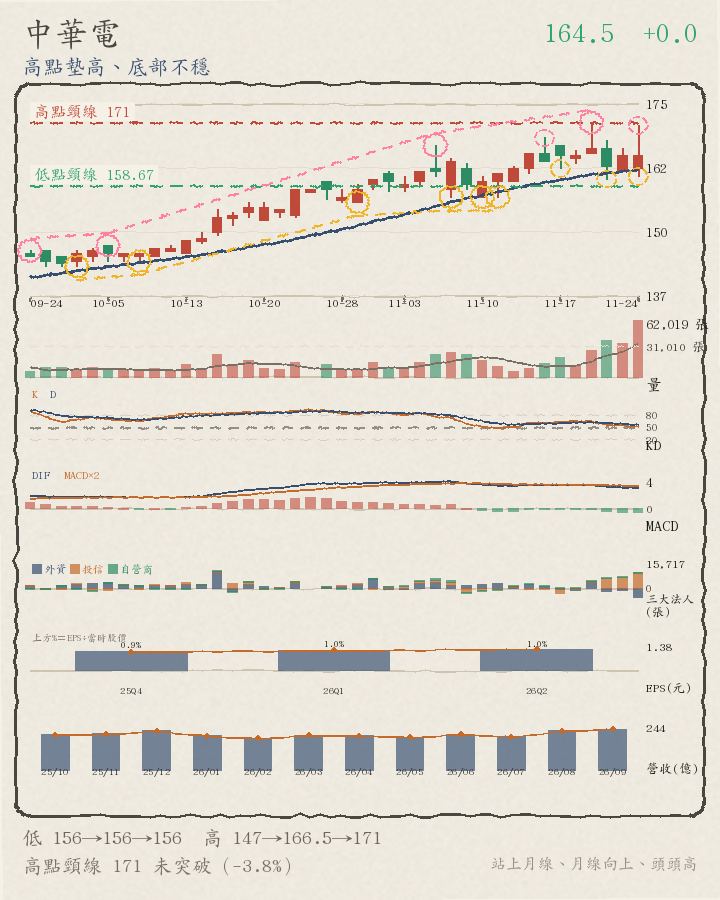 中華電
164.5 +0.0
高點墊高、底部不穩
高點頸線 171
低點頸線 158.67
175
162
150
137
09-24 10-05 10-13 10-20 10-28 11-03 11-10 11-17 11-24
62,019 張
31,010 張
量
K D
80
50
20
KD
DIF MACD×2
4
0
MACD
外資 投信 自營商
15,717
0
三大法人
(張)
上方%=EPS÷當時股價
0.9% 1.0% 1.0%
1.38
25Q4 26Q1 26Q2
EPS(元)
244
25/10 25/11 25/12 26/01 26/02 26/03 26/04 26/05 26/06 26/07 26/08 26/09
營收(億)
低 156→156→156 高 147→166.5→171
高點頸線 171 未突破 (-3.8%)
站上月線、月線向上、頭頭高